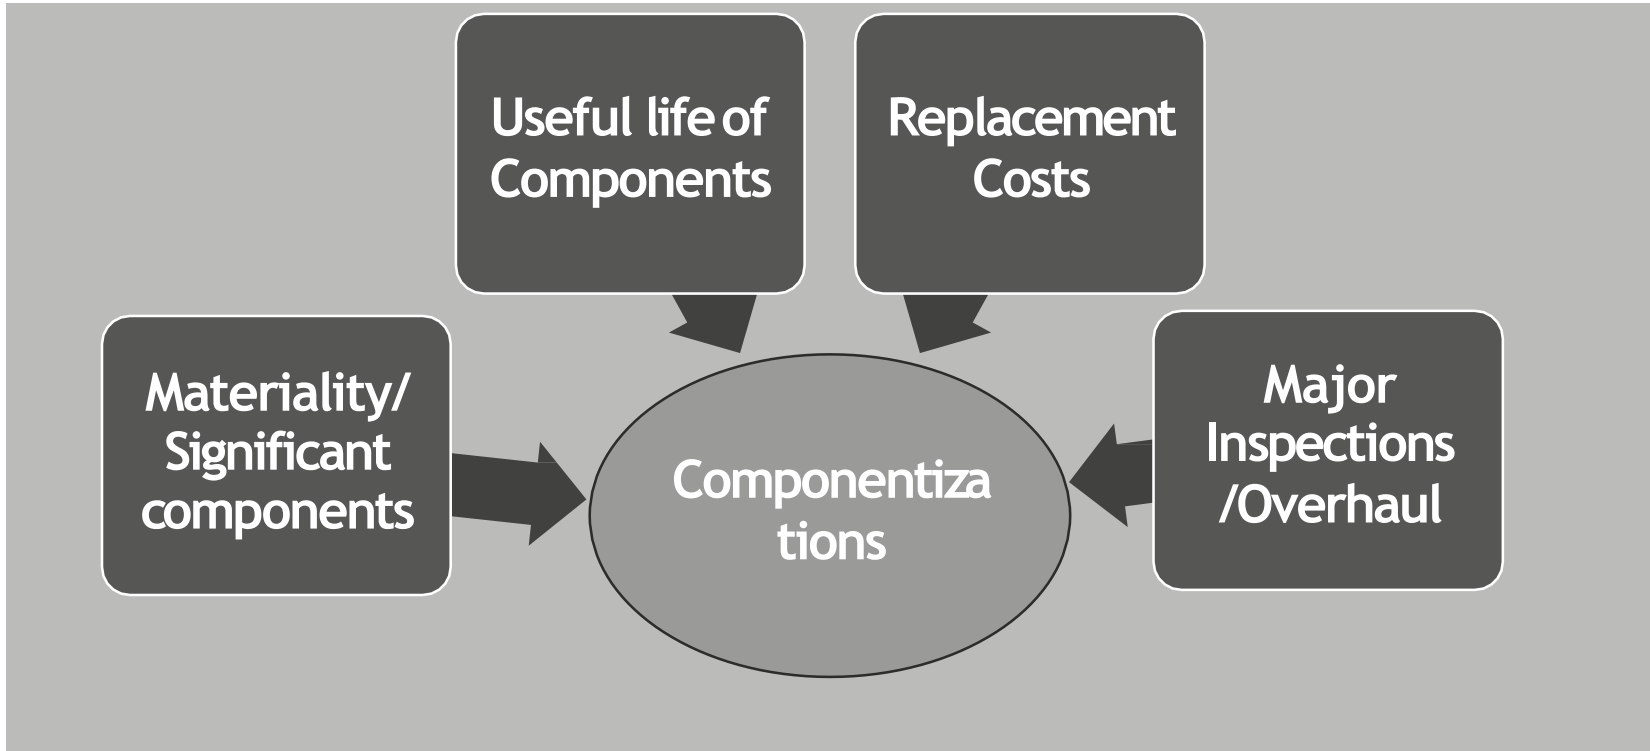 Useful life of
Components
Replacement
Costs
Materiality/
Significant
components
Major
Inspections
/Overhaul
Componentiza
tions